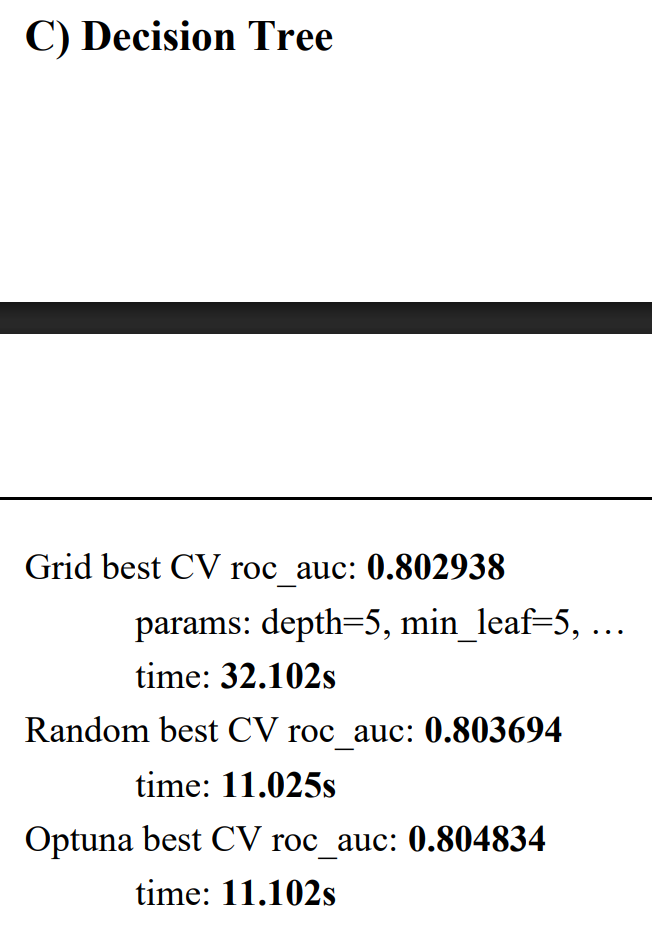 C) Decision Tree
Grid best CV roc_auc: 0.802938
params: depth=5, min_leaf=5, …
time: 32.102s
Random best CV roc_auc: 0.803694
time: 11.025s
Optuna best CV roc_auc: 0.804834
time: 11.102s